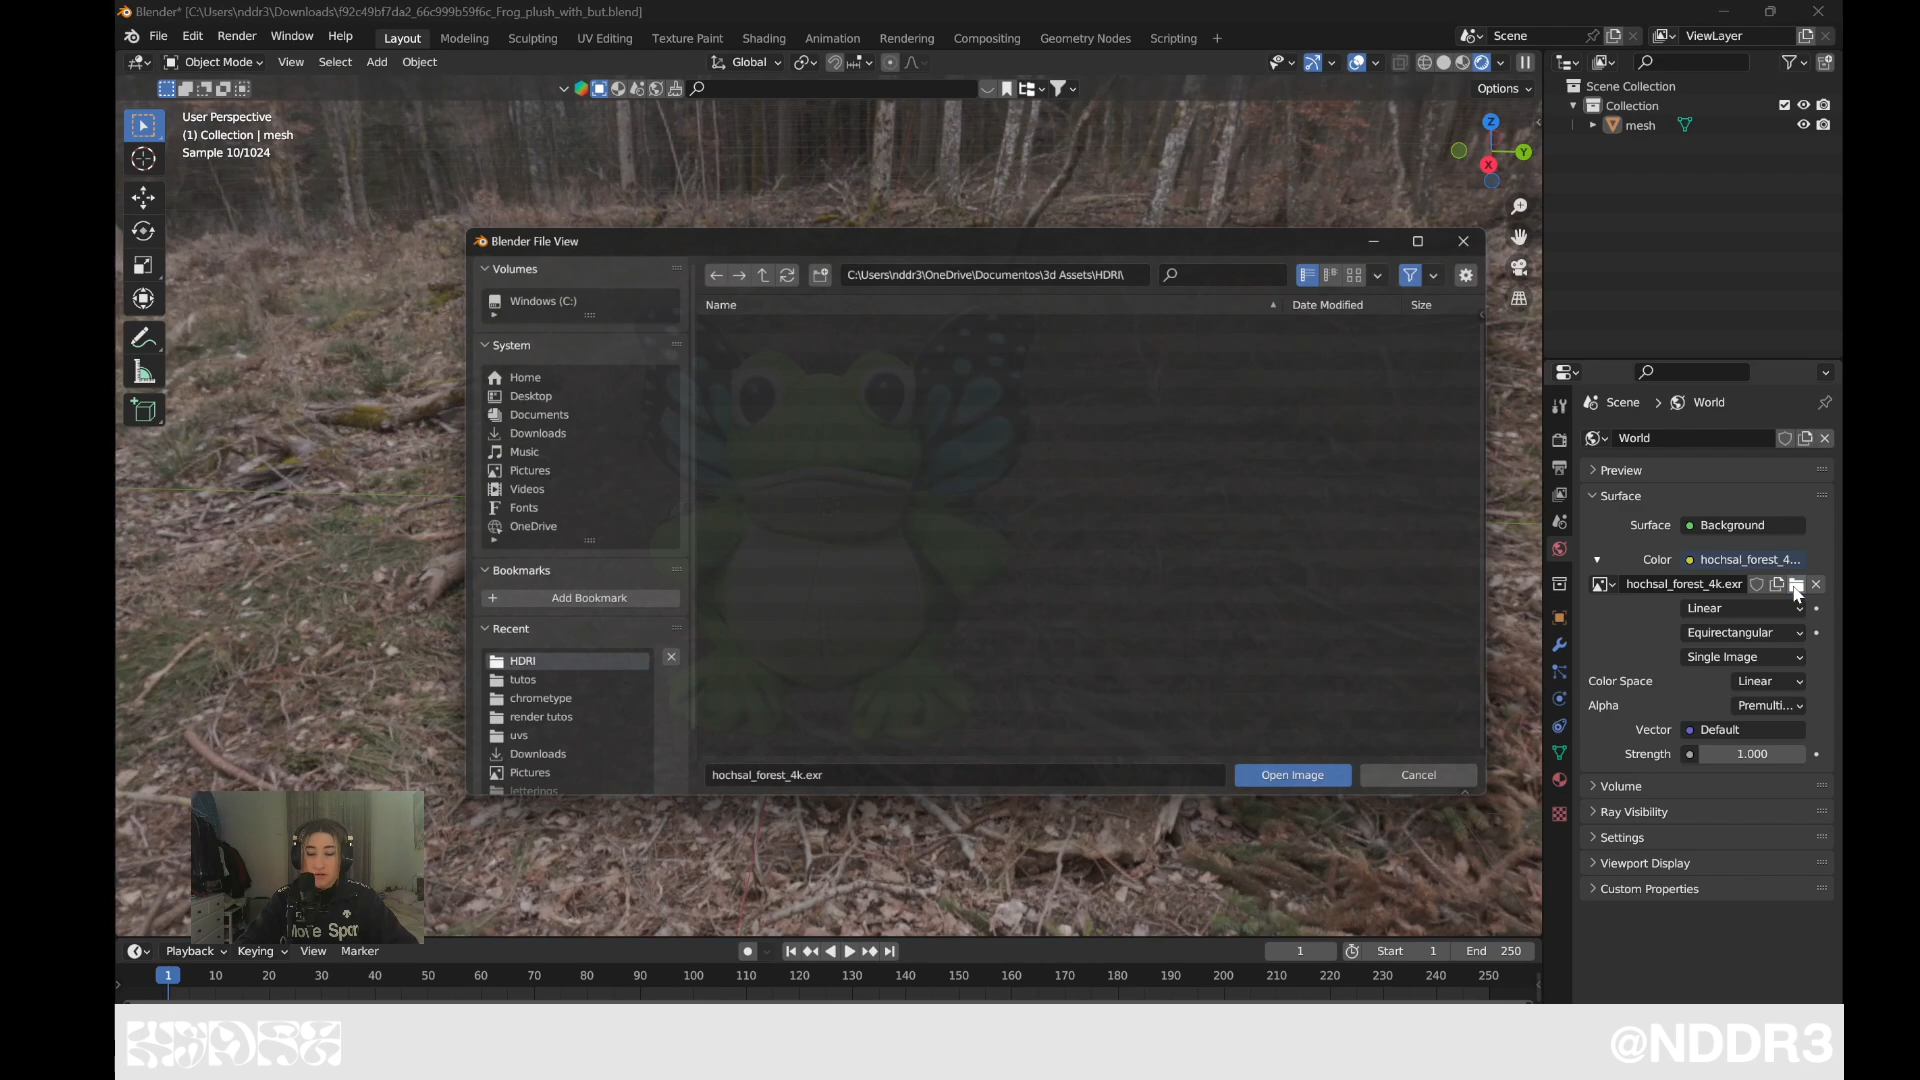 Blender* [C:\Users\nddr3\Downloads\f92c49bf7da2_66c999b59f6c_Frog_plush_with_but.blend]
File Edit Render Window Help Layout Modeling Sculpting UV Editing Texture Paint Shading Animation Rendering Compositing Geometry Nodes Scripting + Scene ViewLayer
Object Mode View Select Add Object Global
Options
User Perspective
(1) Collection | mesh
Sample 10/1024
Z
Y
X
Scene Collection
Collection
mesh
Blender File View
Volumes
Windows (C:)
System
Home
Desktop
Documents
Downloads
Music
Pictures
Videos
Fonts
OneDrive
Bookmarks
Add Bookmark
Recent
HDRI
tutos
chrometype
render tutos
uvs
Downloads
Pictures
letterings
C:\Users\nddr3\OneDrive\Documentos\3d Assets\HDRI\
Name Date Modified Size
hochsal_forest_4k.exr Open Image Cancel
Scene > World
World
Preview
Surface
Surface Background
Color hochsal_forest_4...
hochsal_forest_4k.exr
Linear
Equirectangular
Single Image
Color Space Linear
Alpha Premulti...
Vector Default
Strength 1.000
Volume
Ray Visibility
Settings
Viewport Display
Custom Properties
Playback Keying View Marker 1 Start 1 End 250
1 10 20 30 40 50 60 70 80 90 100 110 120 130 140 150 160 170 180 190 200 210 220 230 240 250
@NDDR3